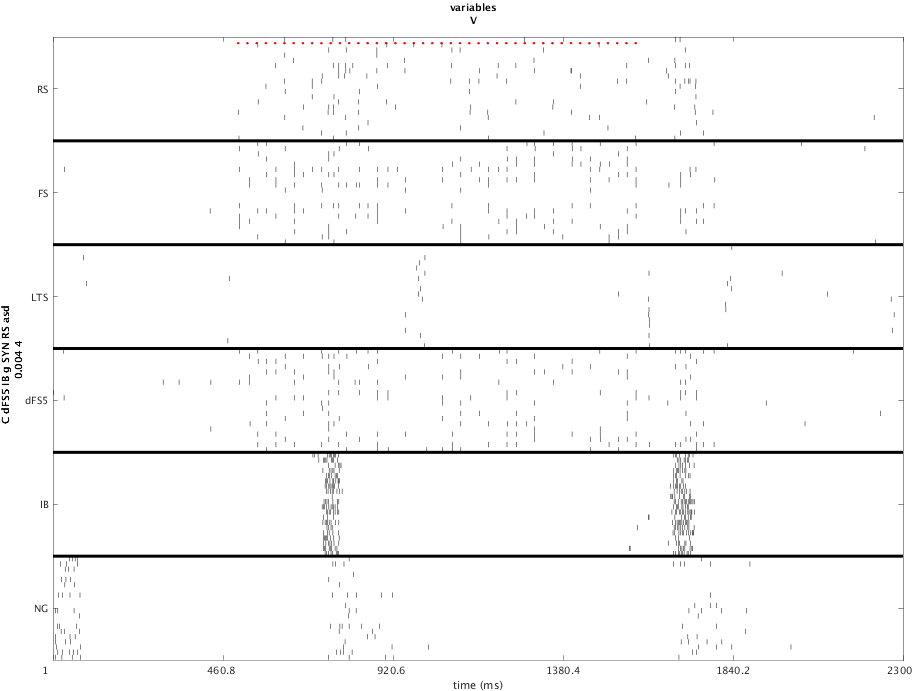 variables
V
RS
FS
LTS
dFS5
IB
NG
C dFS5 IB g SYN RS asd
0.004 4
1
460.8
920.6
1380.4
1840.2
2300
time (ms)